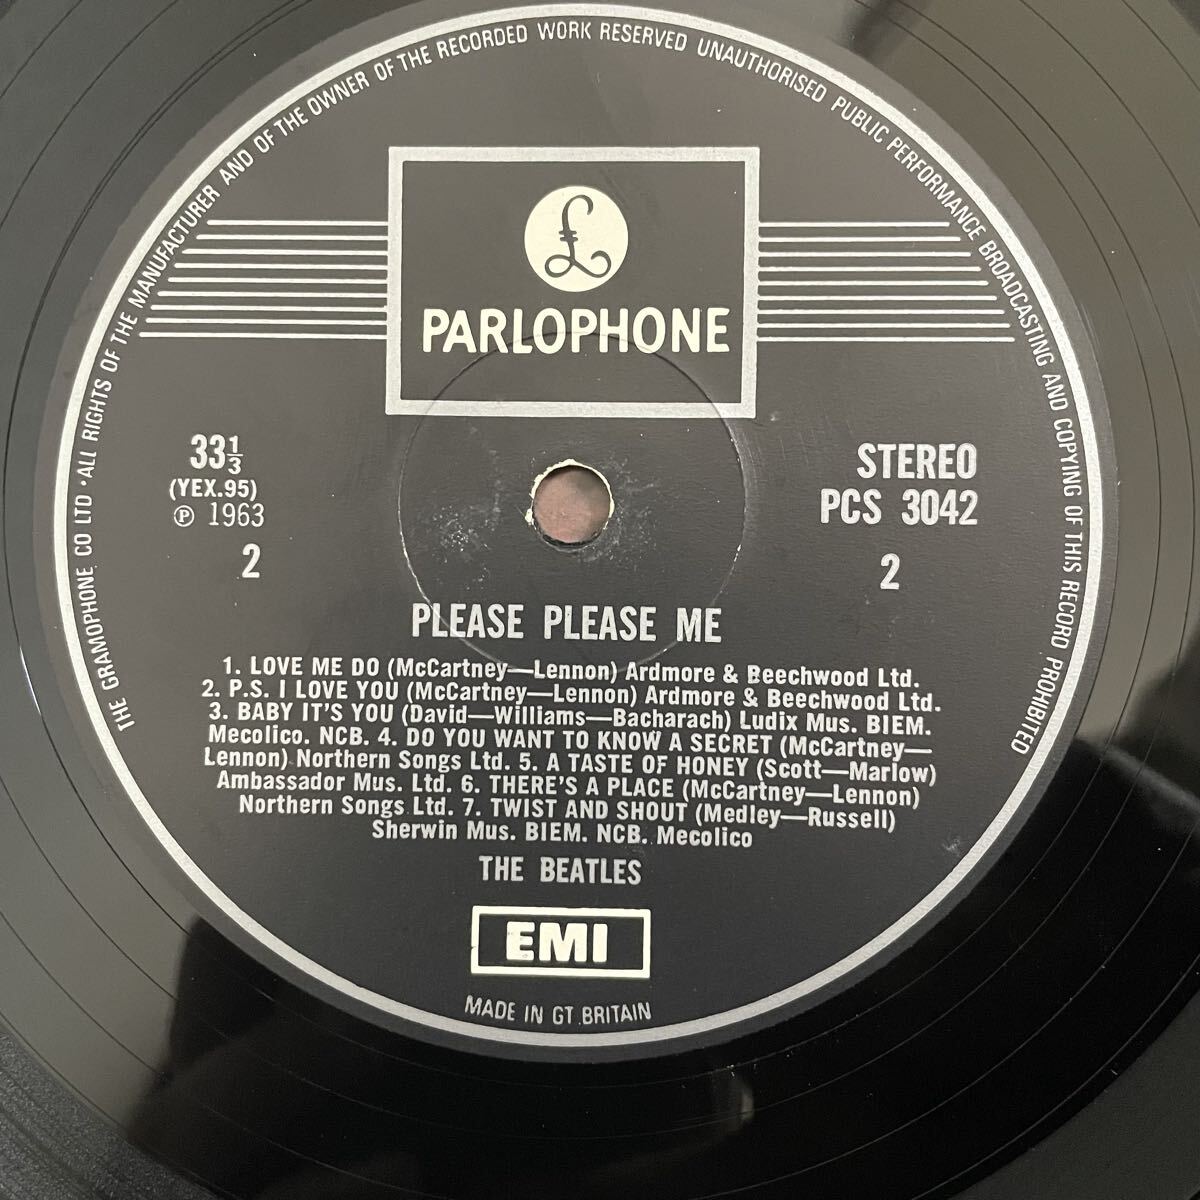 THE GRAMOPHONE CO LTD · ALL RIGHTS OF THE MANUFACTURER AND OF THE OWNER OF THE RECORDED WORK RESERVED UNAUTHORISED PUBLIC PERFORMANCE BROADCASTING AND COPYING OF THIS RECORD PROHIBITED
£
PARLOPHONE
33⅓
(YEX.95)
℗ 1963
2
STEREO
PCS 3042
2
PLEASE PLEASE ME
1. LOVE ME DO (McCartney—Lennon) Ardmore & Beechwood Ltd.
2. P.S. I LOVE YOU (McCartney—Lennon) Ardmore & Beechwood Ltd.
3. BABY IT'S YOU (David—Williams—Bacharach) Ludix Mus. BIEM.
Mecolico. NCB. 4. DO YOU WANT TO KNOW A SECRET (McCartney—
Lennon) Northern Songs Ltd. 5. A TASTE OF HONEY (Scott—Marlow)
Ambassador Mus. Ltd. 6. THERE'S A PLACE (McCartney—Lennon)
Northern Songs Ltd. 7. TWIST AND SHOUT (Medley—Russell)
Sherwin Mus. BIEM. NCB. Mecolico
THE BEATLES
EMI
MADE IN GT. BRITAIN